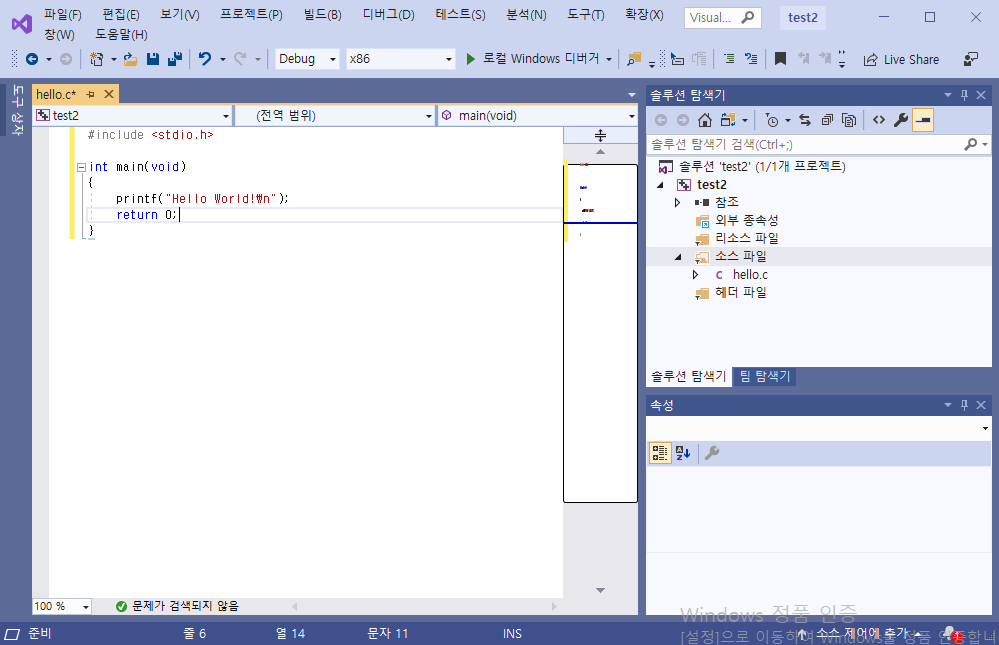 파일(F) 편집(E) 보기(V) 프로젝트(P) 빌드(B) 디버그(D) 테스트(S) 분석(N) 도구(T) 확장(X) Visual... test2
창(W) 도움말(H)
Debug x86 로컬 Windows 디버거 Live Share
도구 상자
hello.c*
test2 (전역 범위) main(void)
#include <stdio.h>
int main(void)
{
printf("Hello World!\n");
return 0;
}
100 % 문제가 검색되지 않음
솔루션 탐색기
솔루션 탐색기 검색(Ctrl+;)
솔루션 'test2' (1/1개 프로젝트)
test2
참조
외부 종속성
리소스 파일
소스 파일
hello.c
헤더 파일
솔루션 탐색기 팀 탐색기
속성
Windows 정품 인증
[설정]으로 이동하여 Windows를 정품 인증합니
준비 줄 6 열 14 문자 11 INS 소스 제어에 추가 1